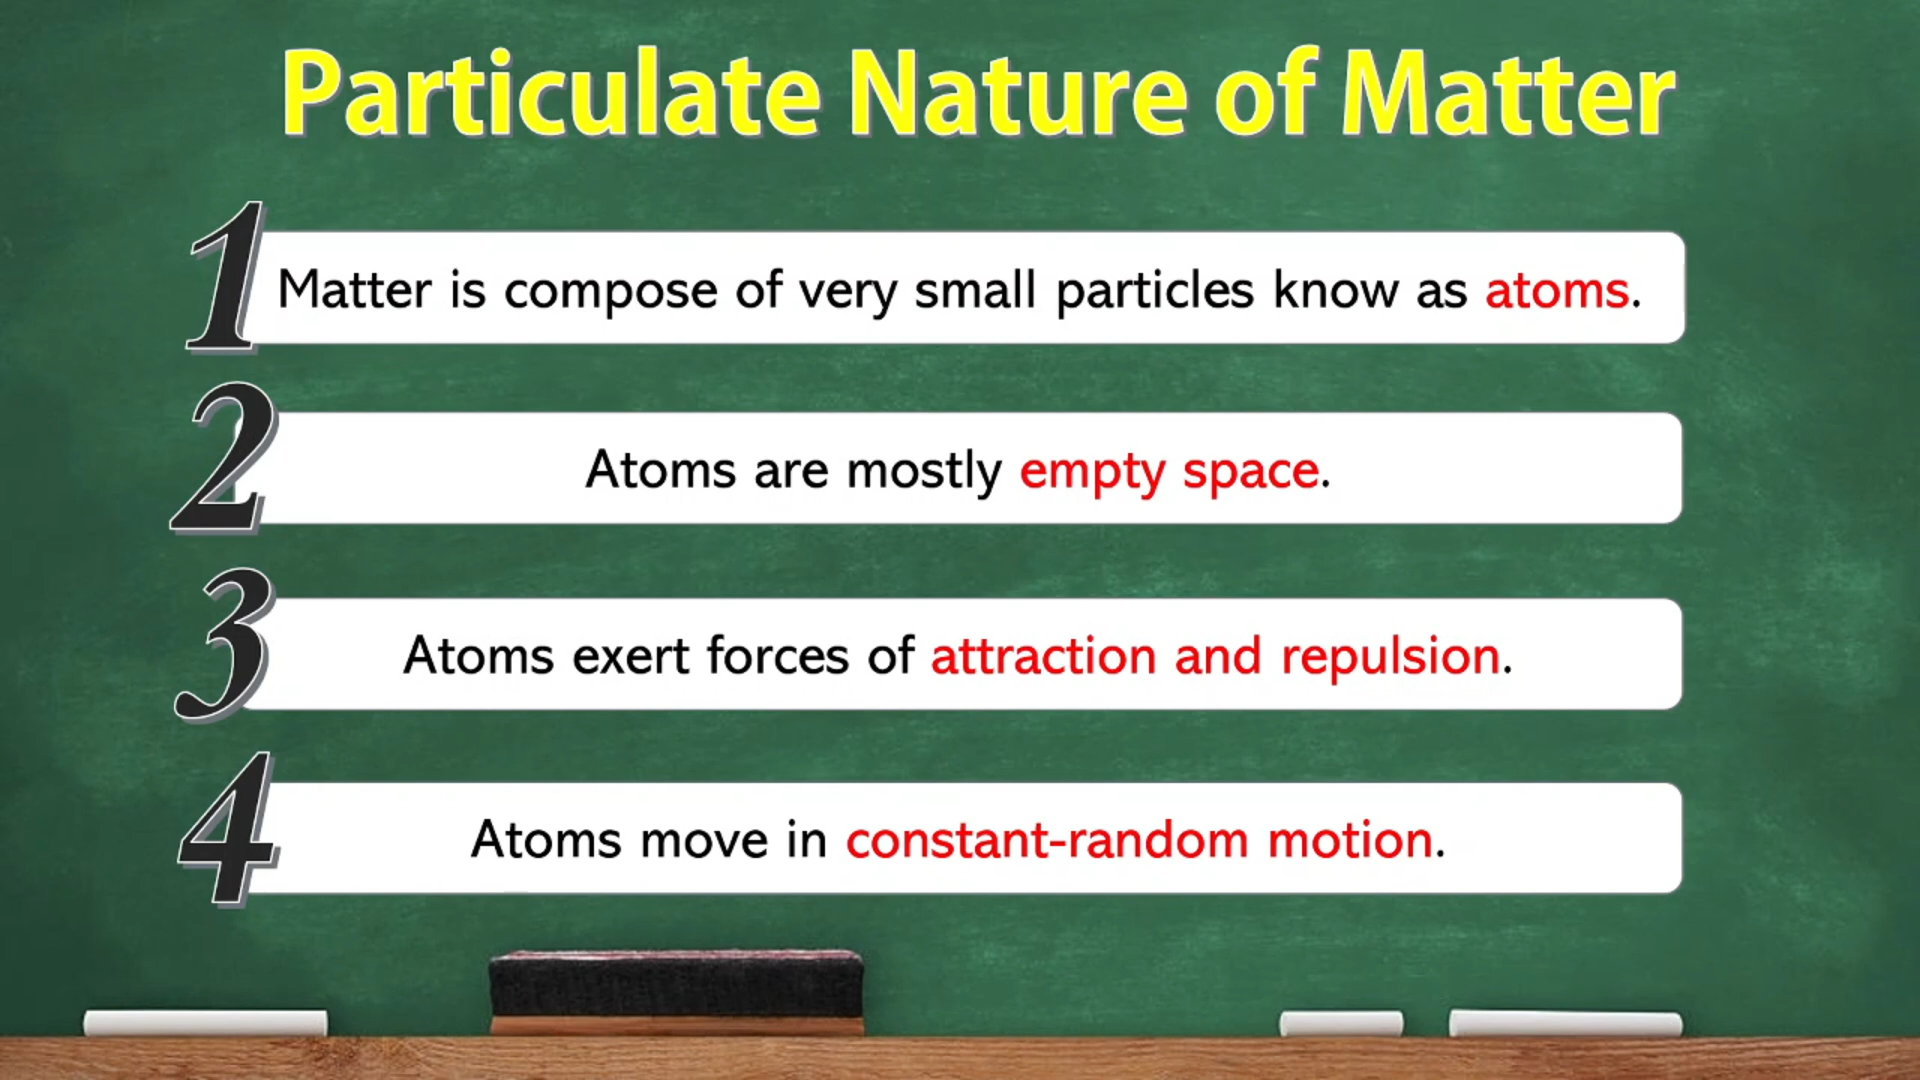 Particulate Nature of Matter
1 Matter is compose of very small particles know as atoms.
2 Atoms are mostly empty space.
3 Atoms exert forces of attraction and repulsion.
4 Atoms move in constant-random motion.